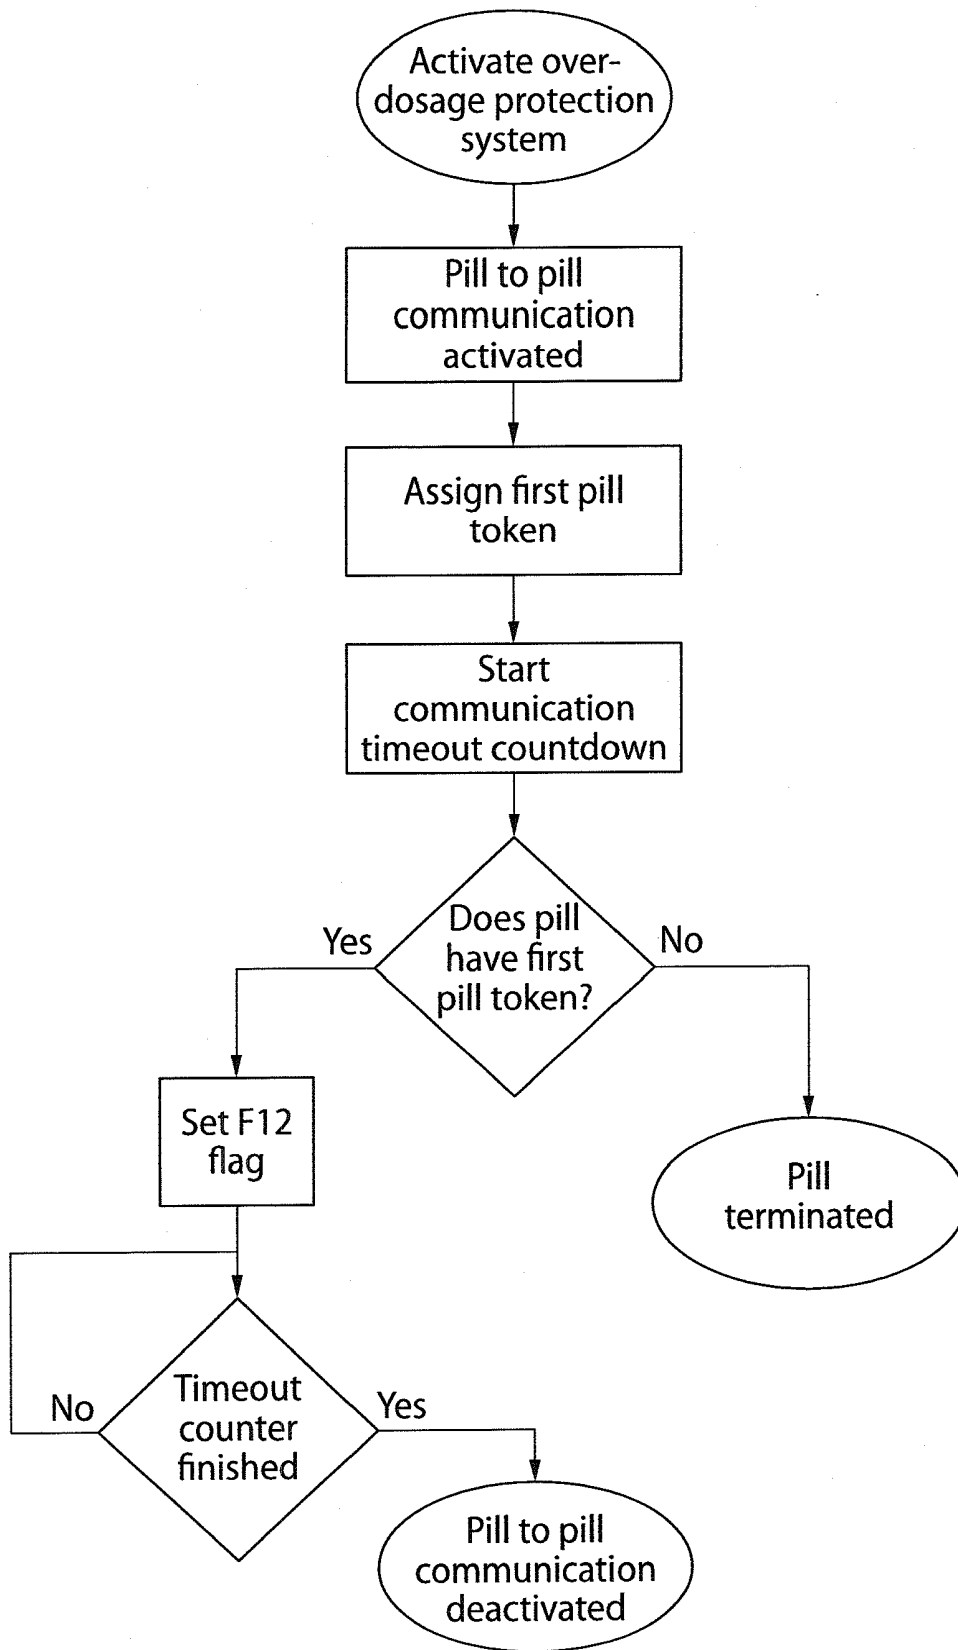 Activate over-
dosage protection
system
Pill to pill
communication
activated
Assign first pill
token
Start
communication
timeout countdown
Does pill
have first
pill token?
Yes
No
Set F12
flag
Pill
terminated
Timeout
counter
finished
No
Yes
Pill to pill
communication
deactivated